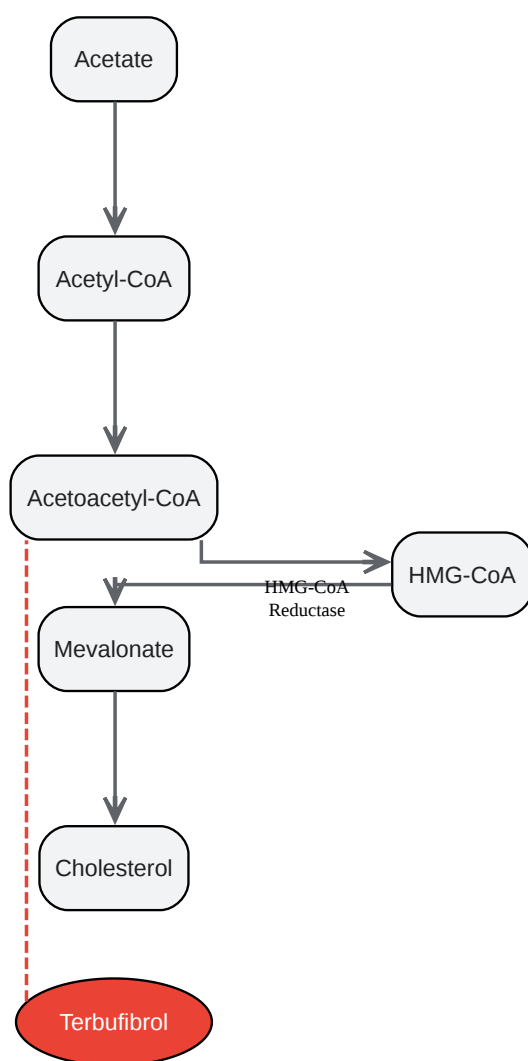 Acetate
Acetyl-CoA
Acetoacetyl-CoA
HMG-CoA
HMG-CoA
Reductase
Mevalonate
Cholesterol
Terbufibrol